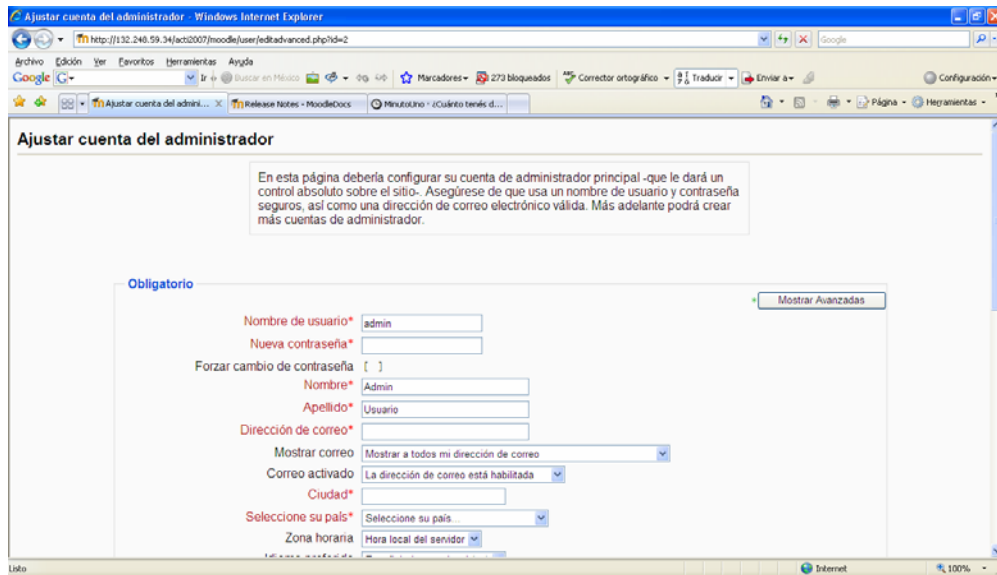 Ajustar cuenta del administrador - Windows Internet Explorer
http://132.248.59.34/acti2007/moodle/user/editadvanced.php?id=2
Google
Archivo Edición Ver Favoritos Herramientas Ayuda
Google G Ir Buscar en México Marcadores 273 bloqueados Corrector ortográfico Traducir Enviar a Configuración
Ajustar cuenta del admini... Release Notes - MoodleDocs MinutoUno - ¿Cuánto tenés d... Página Herramientas
Ajustar cuenta del administrador
En esta página debería configurar su cuenta de administrador principal -que le dará un
control absoluto sobre el sitio-. Asegúrese de que usa un nombre de usuario y contraseña
seguros, así como una dirección de correo electrónico válida. Más adelante podrá crear
más cuentas de administrador.
Obligatorio
* Mostrar Avanzadas
Nombre de usuario* admin
Nueva contraseña*
Forzar cambio de contraseña [ ]
Nombre* Admin
Apellido* Usuario
Dirección de correo*
Mostrar correo Mostrar a todos mi dirección de correo
Correo activado La dirección de correo está habilitada
Ciudad*
Seleccione su país* Seleccione su país...
Zona horaria Hora local del servidor
Listo Internet 100%